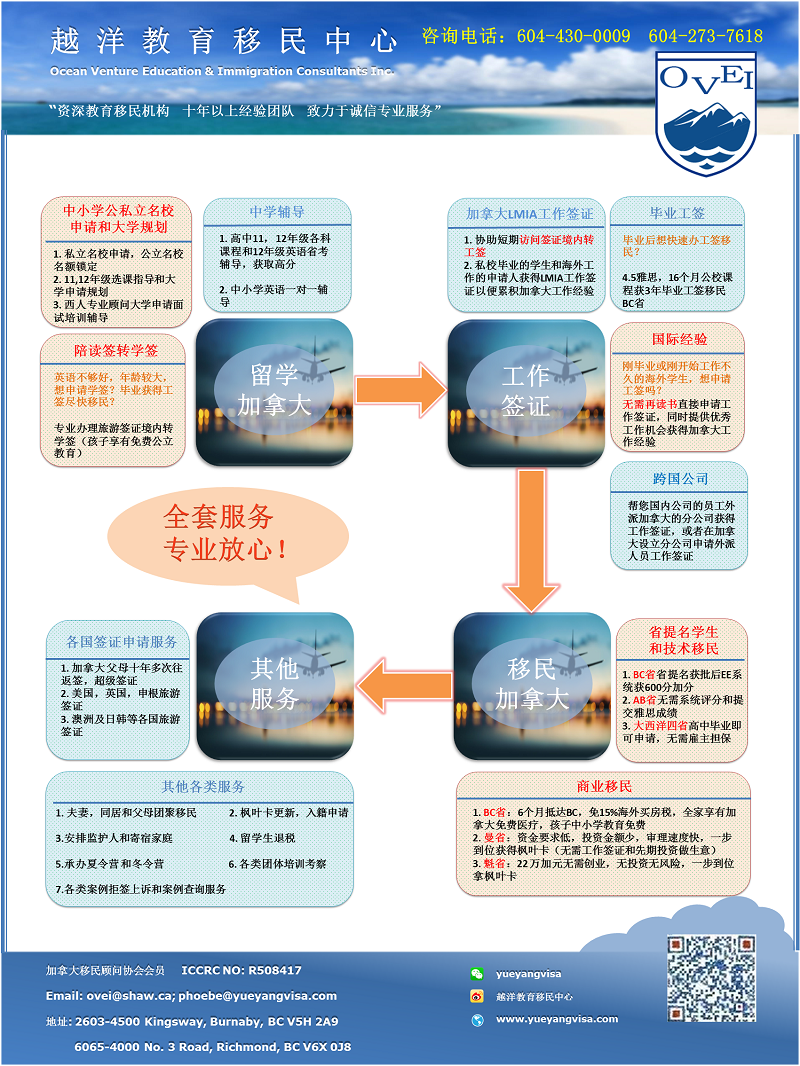 越洋教育移民中心
咨询电话：604-430-0009 604-273-7618
Ocean Venture Education & Immigration Consultants Inc.
“资深教育移民机构 十年以上经验团队 致力于诚信专业服务”
OVEI
中小学公私立名校
申请和大学规划
1. 私立名校申请，公立名校
名额锁定
2. 11,12年级选课指导和大
学申请规划
3. 西人专业顾问大学申请面
试培训辅导
中学辅导
1. 高中11，12年级各科
课程和12年级英语省考
辅导，获取高分
2. 中小学英语一对一辅
导
陪读签转学签
英语不够好，年龄较大，
想申请学签？毕业获得工
签尽快移民？
专业办理旅游签证境内转
学签（孩子享有免费公立
教育）
留学
加拿大
加拿大LMIA工作签证
1. 协助短期访问签证境内转
工签
2. 私校毕业的学生和海外工
作的申请人获得LMIA工作签
证以便累积加拿大工作经验
毕业工签
毕业后想快速办工签移
民？
4.5雅思，16个月公校课
程获3年毕业工签移民
BC省
工作
签证
国际经验
刚毕业或刚开始工作不
久的海外学生，想申请
工签吗？
无需再读书直接申请工
作签证，同时提供优秀
工作机会获得加拿大工
作经验
跨国公司
帮您国内公司的员工外
派加拿大的分公司获得
工作签证，或者在加拿
大设立分公司申请外派
人员工作签证
全套服务
专业放心！
各国签证申请服务
1. 加拿大父母十年多次往
返签，超级签证
2. 美国，英国，申根旅游
签证
3. 澳洲及日韩等各国旅游
签证
其他
服务
移民
加拿大
省提名学生
和技术移民
1. BC省省提名获批后EE系
统获600分加分
2. AB省无需系统评分和提
交雅思成绩
3. 大西洋四省高中毕业即
可申请，无需雇主担保
其他各类服务
1. 夫妻，同居和父母团聚移民 2. 枫叶卡更新，入籍申请
3.安排监护人和寄宿家庭 4. 留学生退税
5.承办夏令营和冬令营 6. 各类团体培训考察
7.各类案例拒签上诉和案例查询服务
商业移民
1. BC省：6个月抵达BC，免15%海外买房税，全家享有加
拿大免费医疗，孩子中小学教育免费
2. 曼省：资金要求低，投资金额少，审理速度快，一步
到位获得枫叶卡（无需工作签证和先期投资做生意）
3. 魁省：22万加元无需创业，无投资无风险，一步到位
拿枫叶卡
加拿大移民顾问协会会员 ICCRC NO: R508417
Email: ovei@shaw.ca; phoebe@yueyangvisa.com
地址: 2603-4500 Kingsway, Burnaby, BC V5H 2A9
6065-4000 No. 3 Road, Richmond, BC V6X 0J8
yueyangvisa
越洋教育移民中心
www.yueyangvisa.com